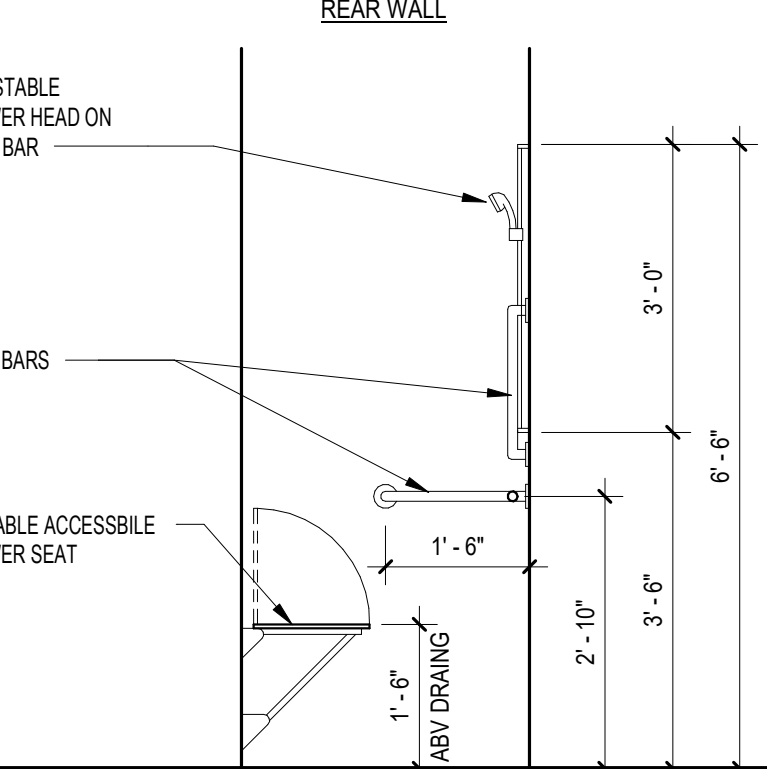 REAR WALL
STABLE
ER HEAD ON
BAR
3' - 0"
BARS
6' - 6"
ABLE ACCESSBILE
ER SEAT
1' - 6"
2' - 10"
3' - 6"
1' - 6"
ABV DRAING